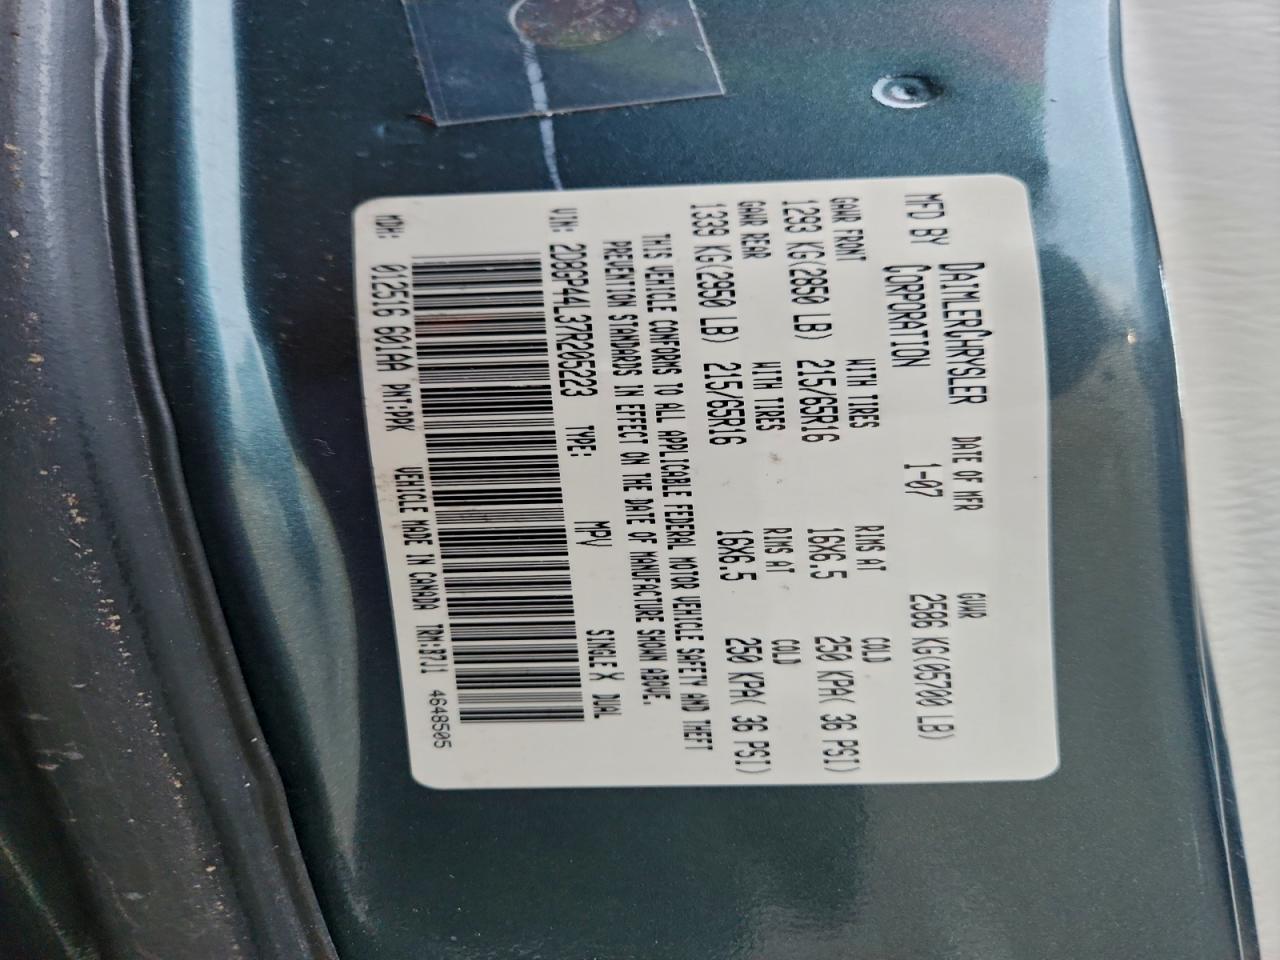 MFD BY DAIMLERCHRYSLER CORPORATION DATE OF MFR 1-07 GVWR 2586 KG(05700 LB)
GAWR FRONT WITH TIRES RIMS AT COLD
1293 KG(2850 LB) 215/65R16 16X6.5 250 KPA( 36 PSI)
GAWR REAR WITH TIRES RIMS AT COLD
1339 KG(2950 LB) 215/65R16 16X6.5 250 KPA( 36 PSI)
THIS VEHICLE CONFORMS TO ALL APPLICABLE FEDERAL MOTOR VEHICLE SAFETY AND THEFT
PREVENTION STANDARDS IN EFFECT ON THE DATE OF MANUFACTURE SHOWN ABOVE.
VIN: 2D8GP44L37R205223 TYPE: MPV SINGLE X DUAL
MDH: 012516 601AA PNT:PDK VEHICLE MADE IN CANADA TRM:B7J1 4648505